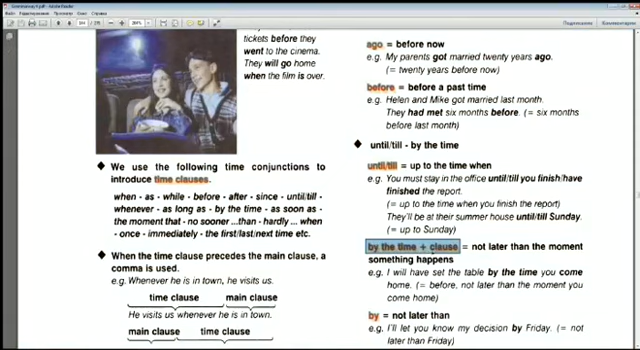 Подписание
Комментарии
tickets before they
went to the cinema.
They will go home
when the film is over.
◆ We use the following time conjunctions to
introduce time clauses.
when - as - while - before - after - since - until/till -
whenever - as long as - by the time - as soon as -
the moment that - no sooner ...than - hardly ... when
- once - immediately - the first/last/next time etc.
◆ When the time clause precedes the main clause, a
comma is used.
e.g. Whenever he is in town, he visits us.
time clause main clause
He visits us whenever he is in town.
main clause time clause
ago = before now
e.g. My parents got married twenty years ago.
(= twenty years before now)
before = before a past time
e.g. Helen and Mike got married last month.
They had met six months before. (= six months
before last month)
◆ until/till - by the time
until/till = up to the time when
e.g. You must stay in the office until/till you finish/have
finished the report.
(= up to the time when you finish the report)
They'll be at their summer house until/till Sunday.
(= up to Sunday)
by the time + clause = not later than the moment
something happens
e.g. I will have set the table by the time you come
home. (= before, not later than the moment you
come home)
by = not later than
e.g. I'll let you know my decision by Friday. (= not
later than Friday)